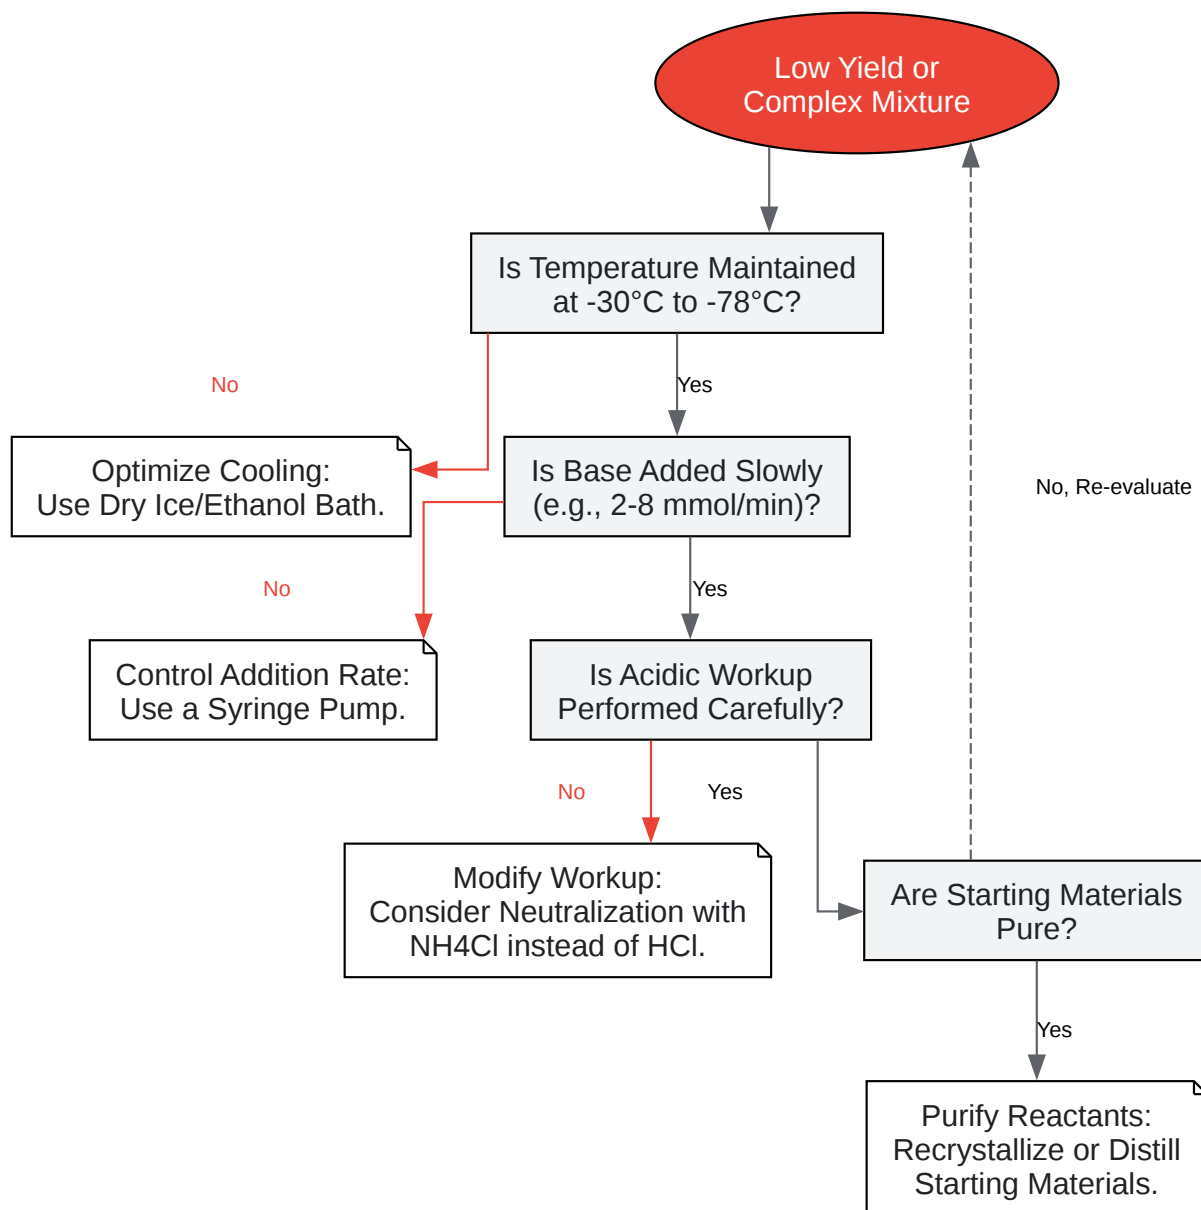 Low Yield or
Complex Mixture
Is Temperature Maintained
at -30°C to -78°C?
No
Yes
Optimize Cooling:
Use Dry Ice/Ethanol Bath.
Is Base Added Slowly
(e.g., 2-8 mmol/min)?
No, Re-evaluate
No
Yes
Control Addition Rate:
Use a Syringe Pump.
Is Acidic Workup
Performed Carefully?
No
Yes
Modify Workup:
Consider Neutralization with
NH4Cl instead of HCl.
Are Starting Materials
Pure?
Yes
Purify Reactants:
Recrystallize or Distill
Starting Materials.